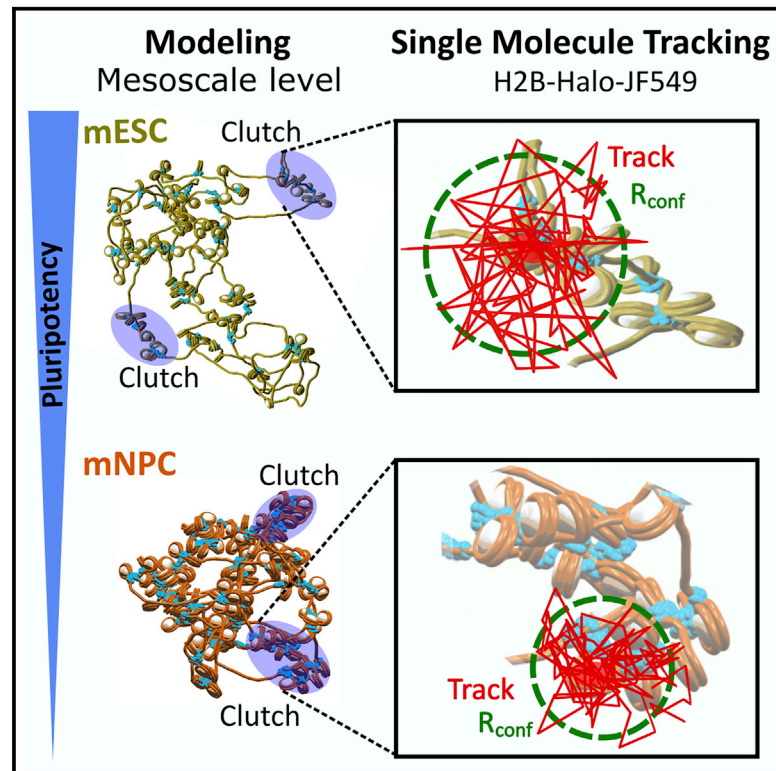 Modeling
Mesoscale level
Single Molecule Tracking
H2B-Halo-JF549
Pluripotency
mESC
Clutch
Clutch
Track
Rconf
mNPC
Clutch
Clutch
Track
Rconf